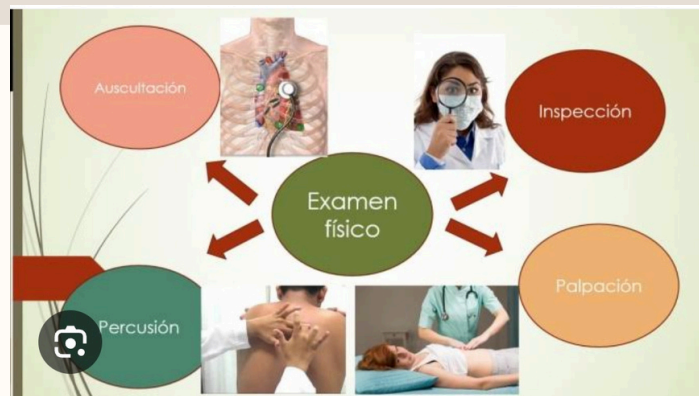 Auscultación
Inspección
Examen
físico
Percusión
Palpación